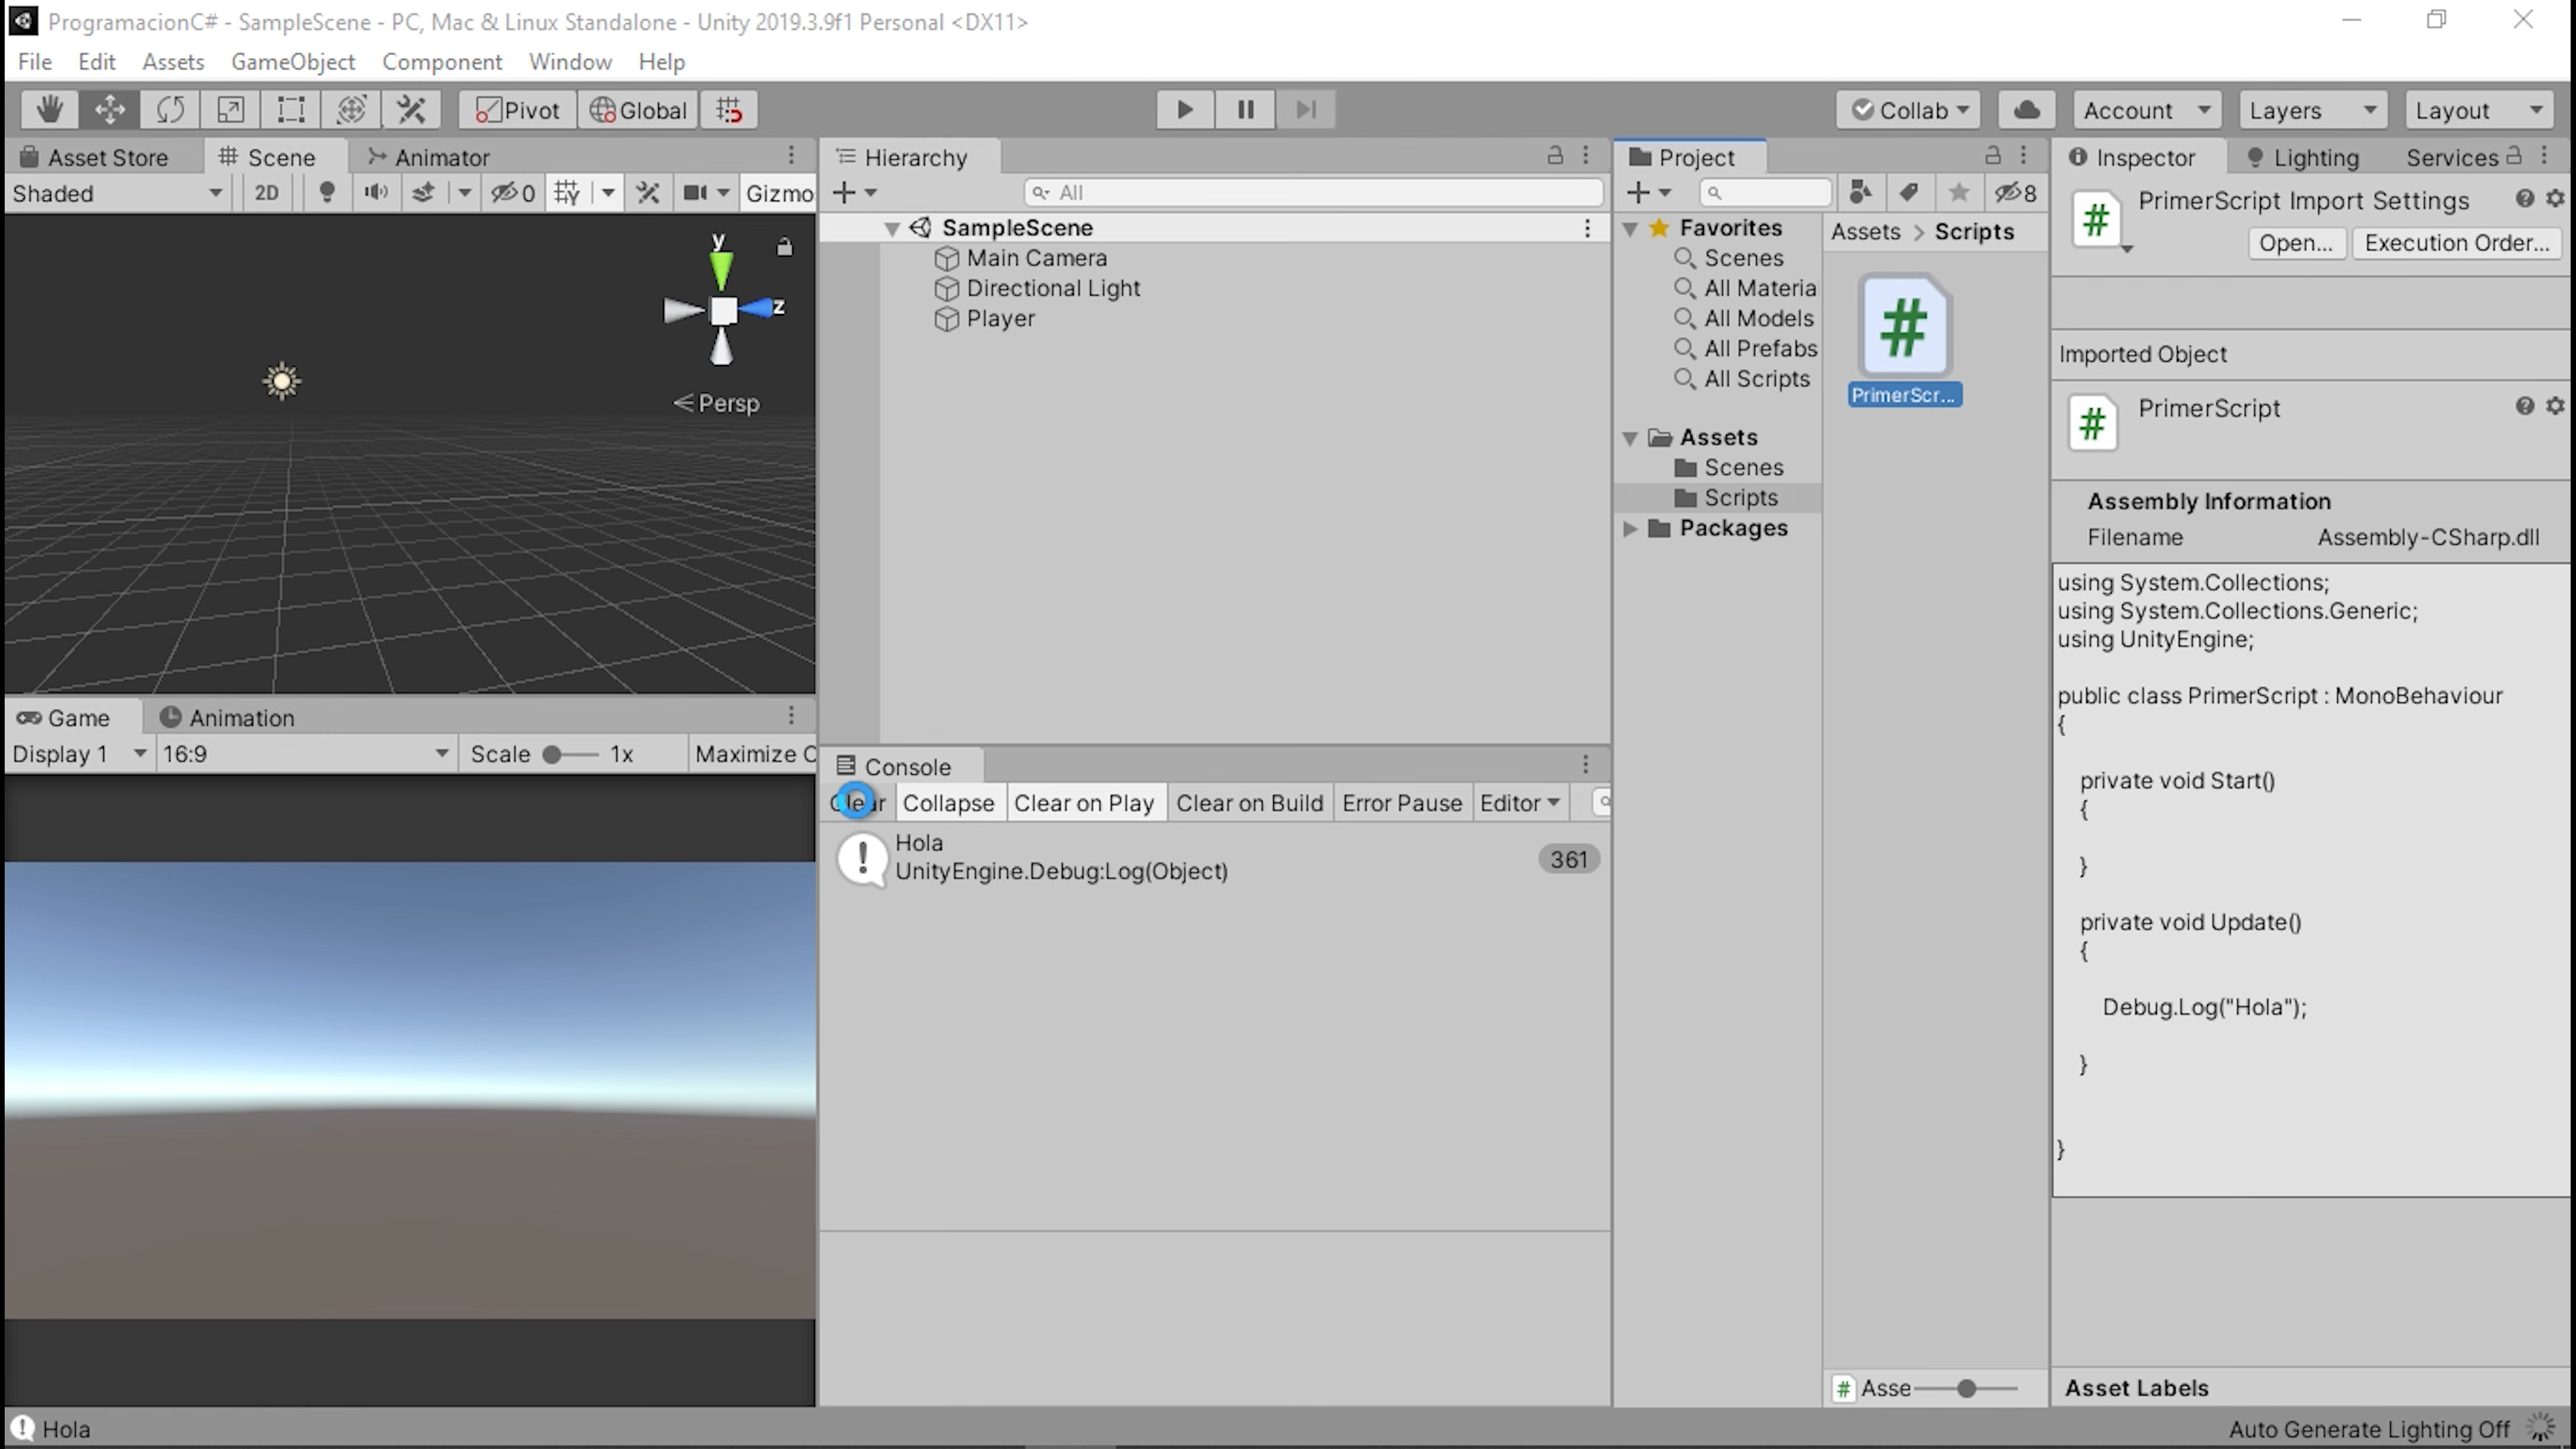 ProgramacionC# - SampleScene - PC, Mac & Linux Standalone - Unity 2019.3.9f1 Personal <DX11>
File Edit Assets GameObject Component Window Help
Pivot Global Collab Account Layers Layout
Asset Store Scene Animator
Shaded 2D 0 Gizmo
y
z
Persp
Game Animation
Display 1 16:9 Scale 1x Maximize O
Hierarchy
All
SampleScene
Main Camera
Directional Light
Player
Console
Clear Collapse Clear on Play Clear on Build Error Pause Editor
Hola
UnityEngine.Debug:Log(Object)
361
Project
8
Favorites
Scenes
All Materia
All Models
All Prefabs
All Scripts
Assets
Scenes
Scripts
Packages
Assets > Scripts
#
PrimerScr...
# Asse
Inspector Lighting Services
# PrimerScript Import Settings
Open... Execution Order...
Imported Object
# PrimerScript
Assembly Information
Filename Assembly-CSharp.dll
using System.Collections;
using System.Collections.Generic;
using UnityEngine;
public class PrimerScript : MonoBehaviour
{
private void Start()
{
}
private void Update()
{
Debug.Log("Hola");
}
}
Asset Labels
Hola
Auto Generate Lighting Off